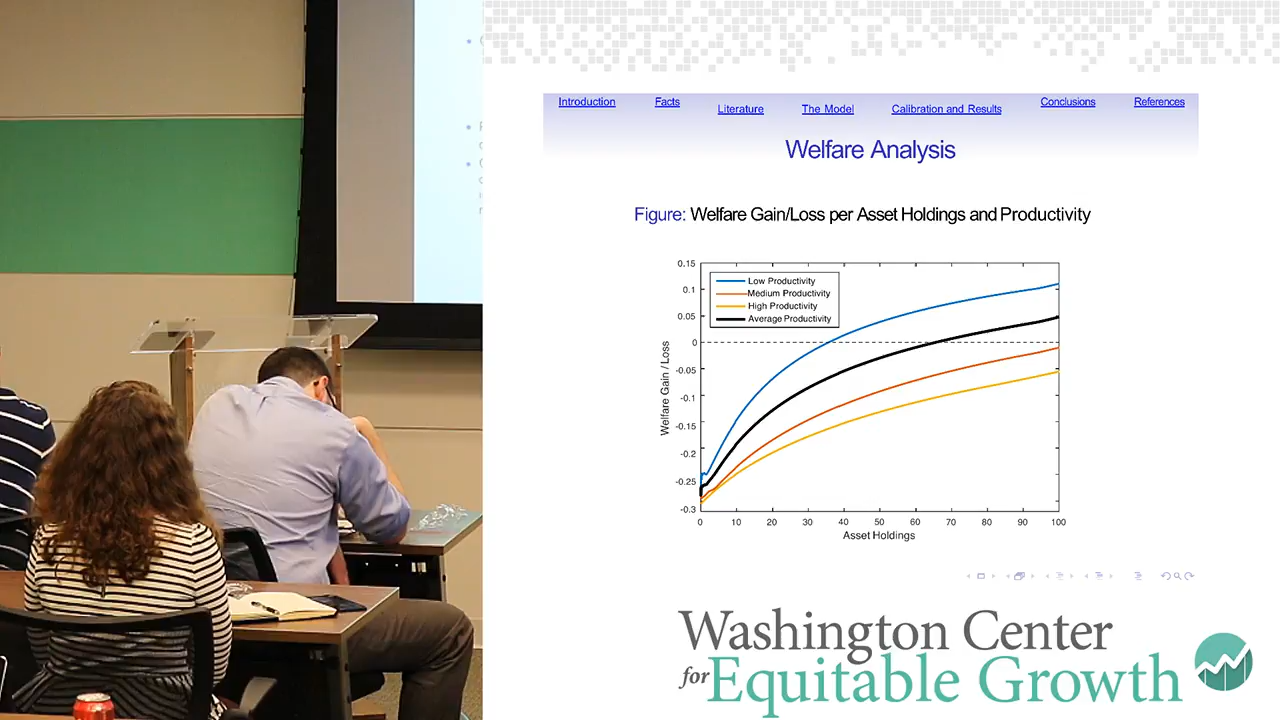 Introduction
Facts
Literature
The Model
Calibration and Results
Conclusions
References
Welfare Analysis
Figure: Welfare Gain/Loss per Asset Holdings and Productivity
0.15
0.1
0.05
0
-0.05
-0.1
-0.15
-0.2
-0.25
-0.3
Welfare Gain / Loss
Low Productivity
Medium Productivity
High Productivity
Average Productivity
0 10 20 30 40 50 60 70 80 90 100
Asset Holdings
Washington Center
for Equitable Growth